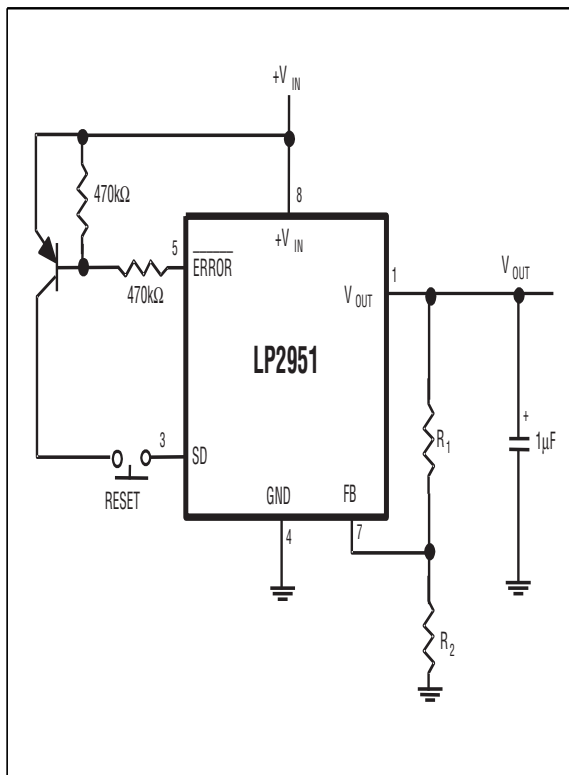 +V IN
470kΩ
8
+V IN
5
ERROR
470kΩ
1
V OUT
V OUT
LP2951
R1
+
1µF
3
SD
RESET
GND
FB
4
7
R2